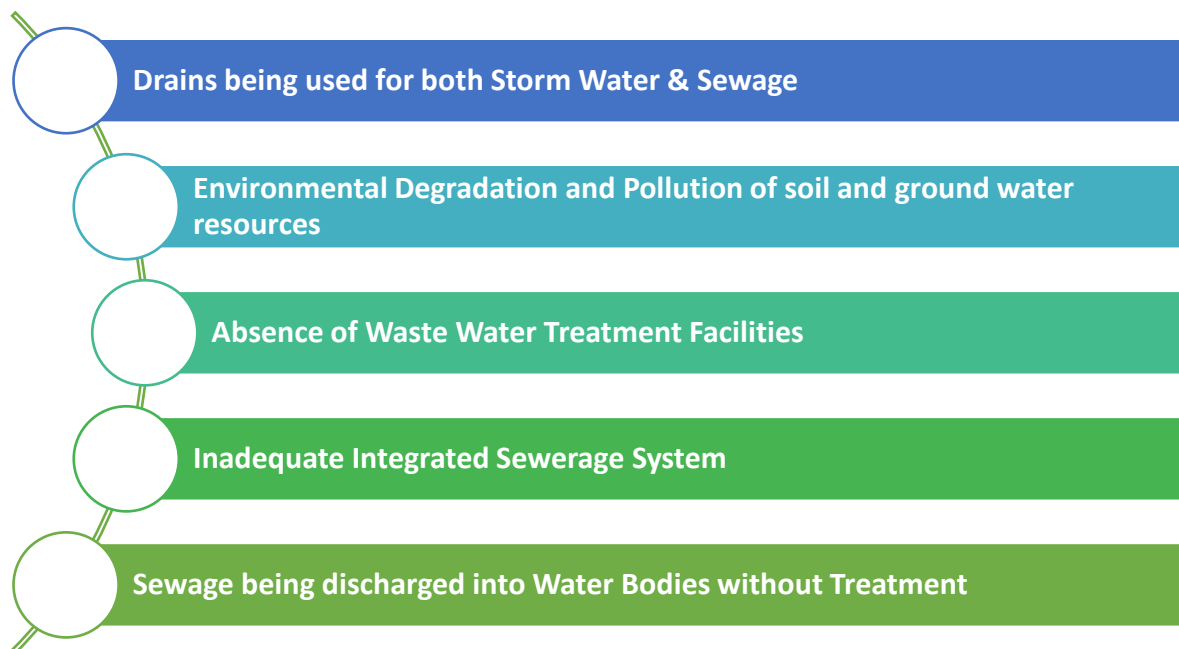 Drains being used for both Storm Water & Sewage
Environmental Degradation and Pollution of soil and ground water
resources
Absence of Waste Water Treatment Facilities
Inadequate Integrated Sewerage System
Sewage being discharged into Water Bodies without Treatment